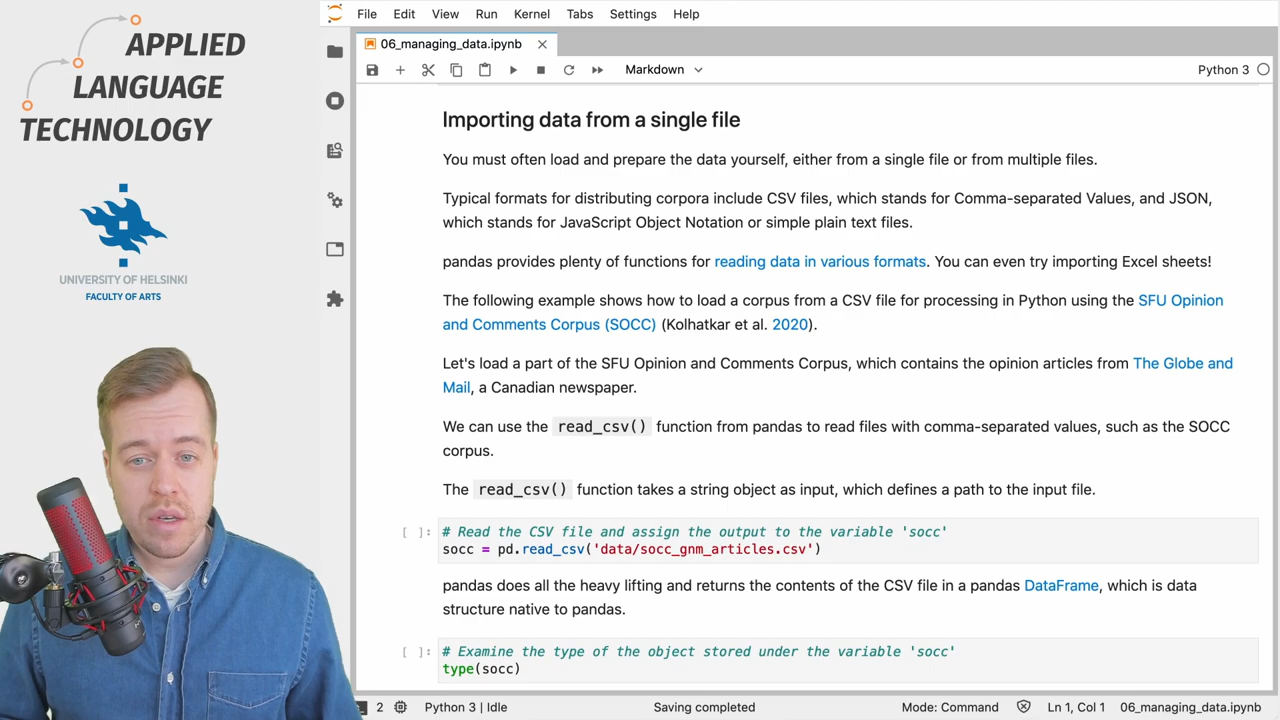 APPLIED
LANGUAGE
TECHNOLOGY
UNIVERSITY OF HELSINKI
FACULTY OF ARTS
File Edit View Run Kernel Tabs Settings Help
06_managing_data.ipynb
Markdown
Python 3
Importing data from a single file
You must often load and prepare the data yourself, either from a single file or from multiple files.
Typical formats for distributing corpora include CSV files, which stands for Comma-separated Values, and JSON,
which stands for JavaScript Object Notation or simple plain text files.
pandas provides plenty of functions for reading data in various formats. You can even try importing Excel sheets!
The following example shows how to load a corpus from a CSV file for processing in Python using the SFU Opinion
and Comments Corpus (SOCC) (Kolhatkar et al. 2020).
Let's load a part of the SFU Opinion and Comments Corpus, which contains the opinion articles from The Globe and
Mail, a Canadian newspaper.
We can use the read_csv() function from pandas to read files with comma-separated values, such as the SOCC
corpus.
The read_csv() function takes a string object as input, which defines a path to the input file.
[ ]: # Read the CSV file and assign the output to the variable 'socc'
socc = pd.read_csv('data/socc_gnm_articles.csv')
pandas does all the heavy lifting and returns the contents of the CSV file in a pandas DataFrame, which is data
structure native to pandas.
[ ]: # Examine the type of the object stored under the variable 'socc'
type(socc)
2 Python 3 | Idle Saving completed Mode: Command Ln 1, Col 1 06_managing_data.ipynb